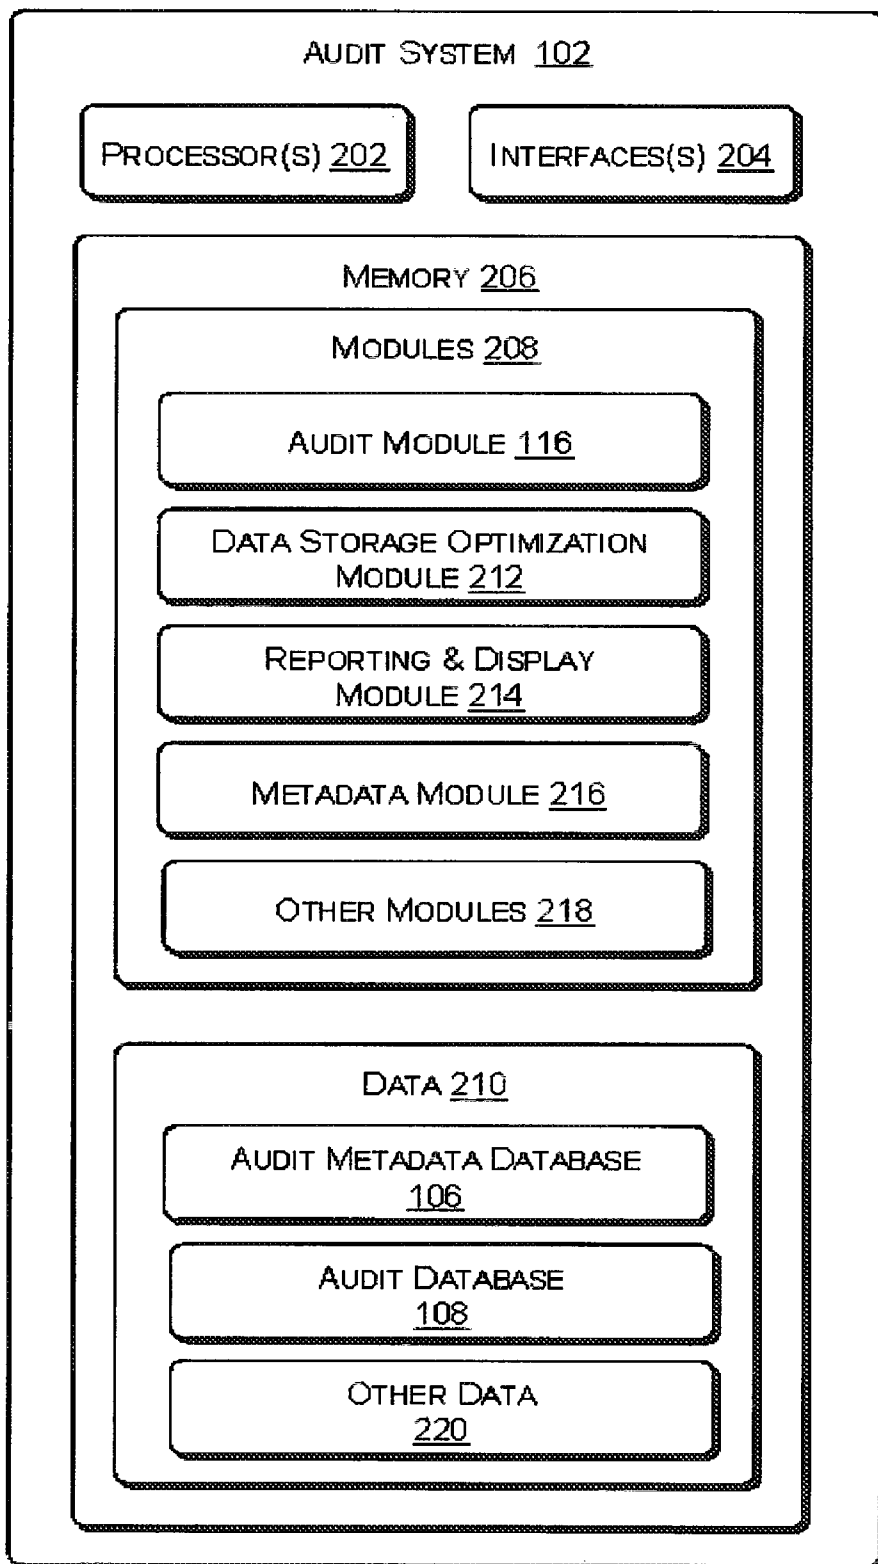 AUDIT SYSTEM 102
PROCESSOR(S) 202
INTERFACES(S) 204
MEMORY 206
MODULES 208
AUDIT MODULE 116
DATA STORAGE OPTIMIZATION
MODULE 212
REPORTING & DISPLAY
MODULE 214
METADATA MODULE 216
OTHER MODULES 218
DATA 210
AUDIT METADATA DATABASE
106
AUDIT DATABASE
108
OTHER DATA
220